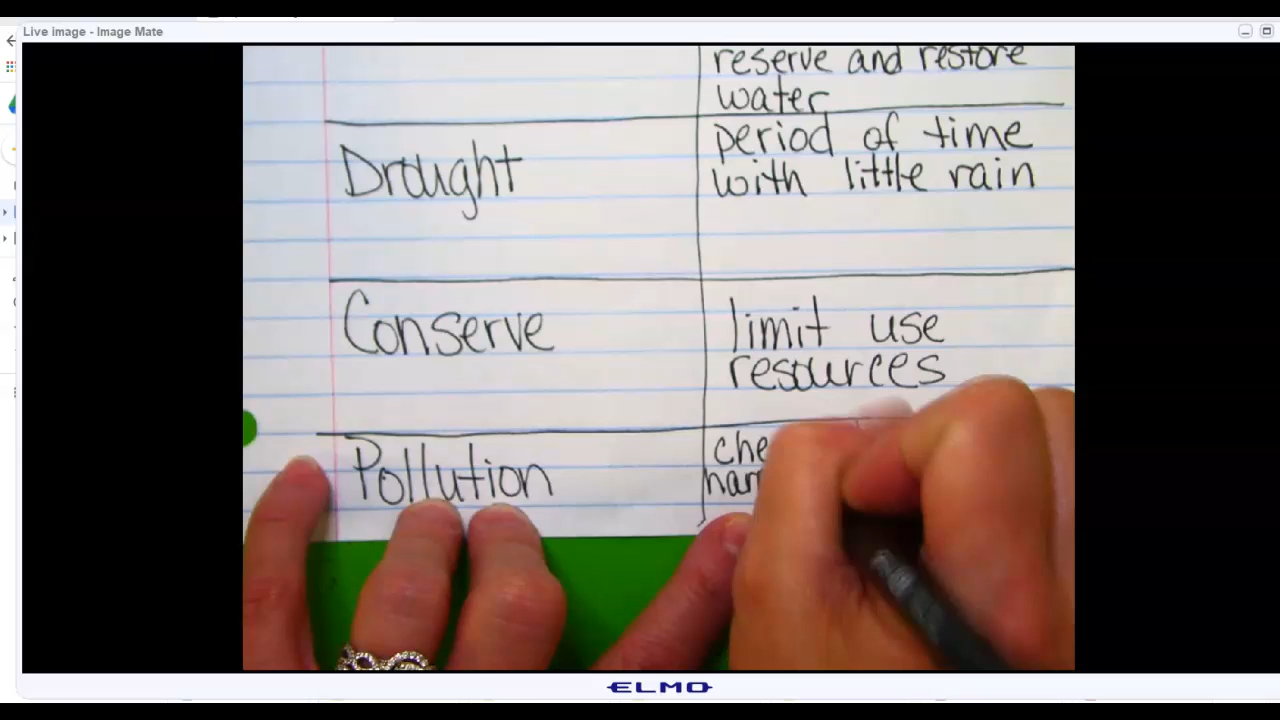 Live image - Image Mate
reserve and restore
water
Drought
period of time
with little rain
Conserve
limit use
resources
Pollution
ELMO